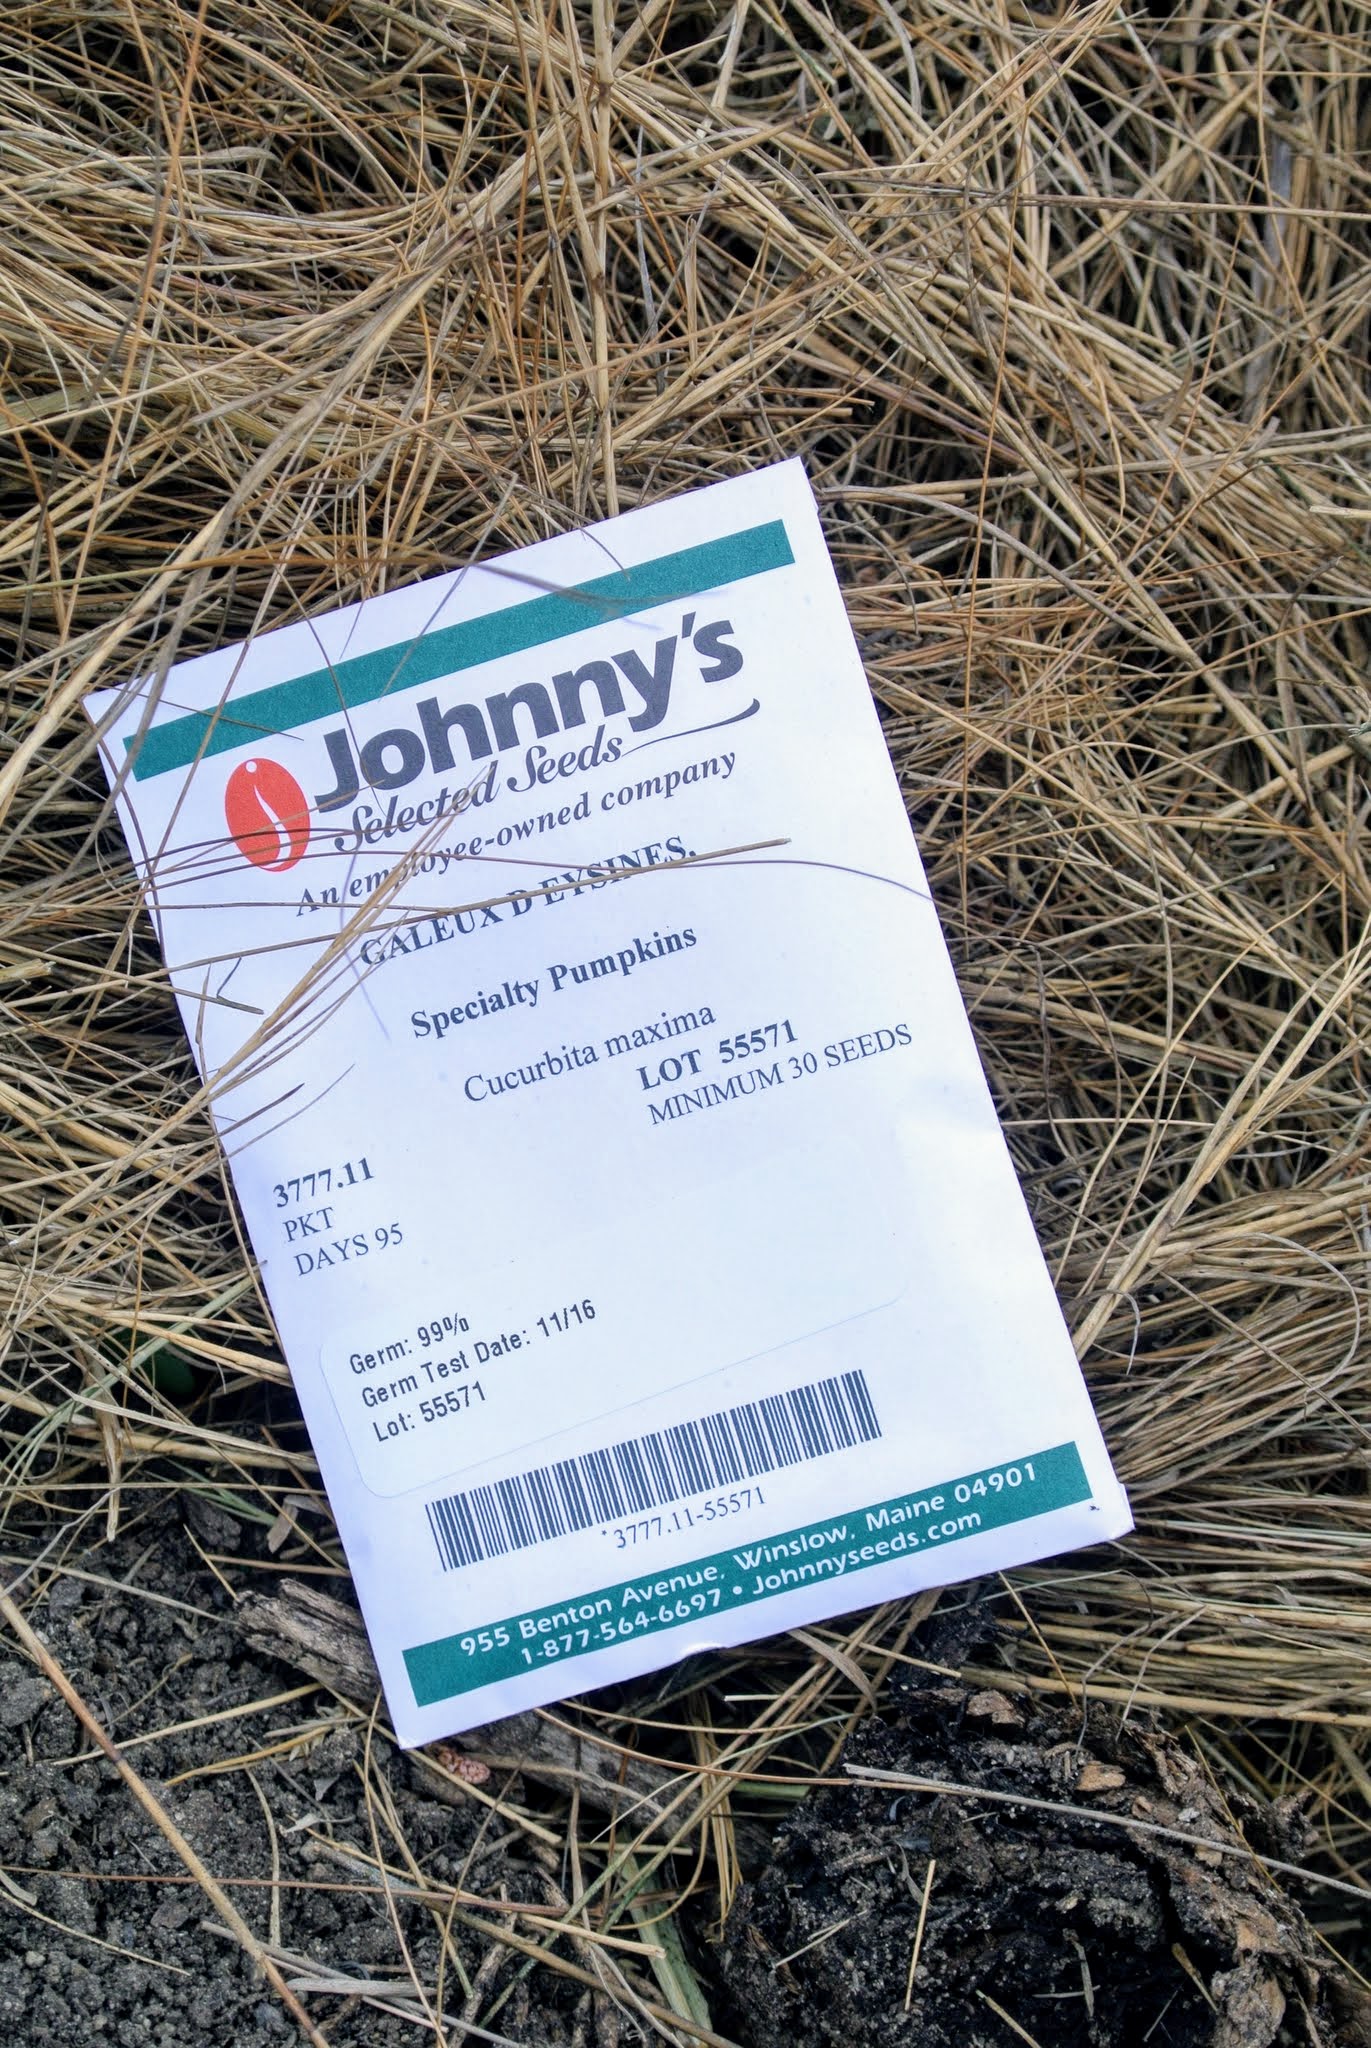 Johnny's
Selected Seeds
An employee-owned company
GALEUX D EYSINES.
Specialty Pumpkins
Cucurbita maxima
LOT 55571
MINIMUM 30 SEEDS
3777.11
PKT
DAYS 95
Germ: 99%
Germ Test Date: 11/16
Lot: 55571
*3777.11-55571
955 Benton Avenue, Winslow, Maine 04901
1-877-564-6697 • Johnnyseeds.com